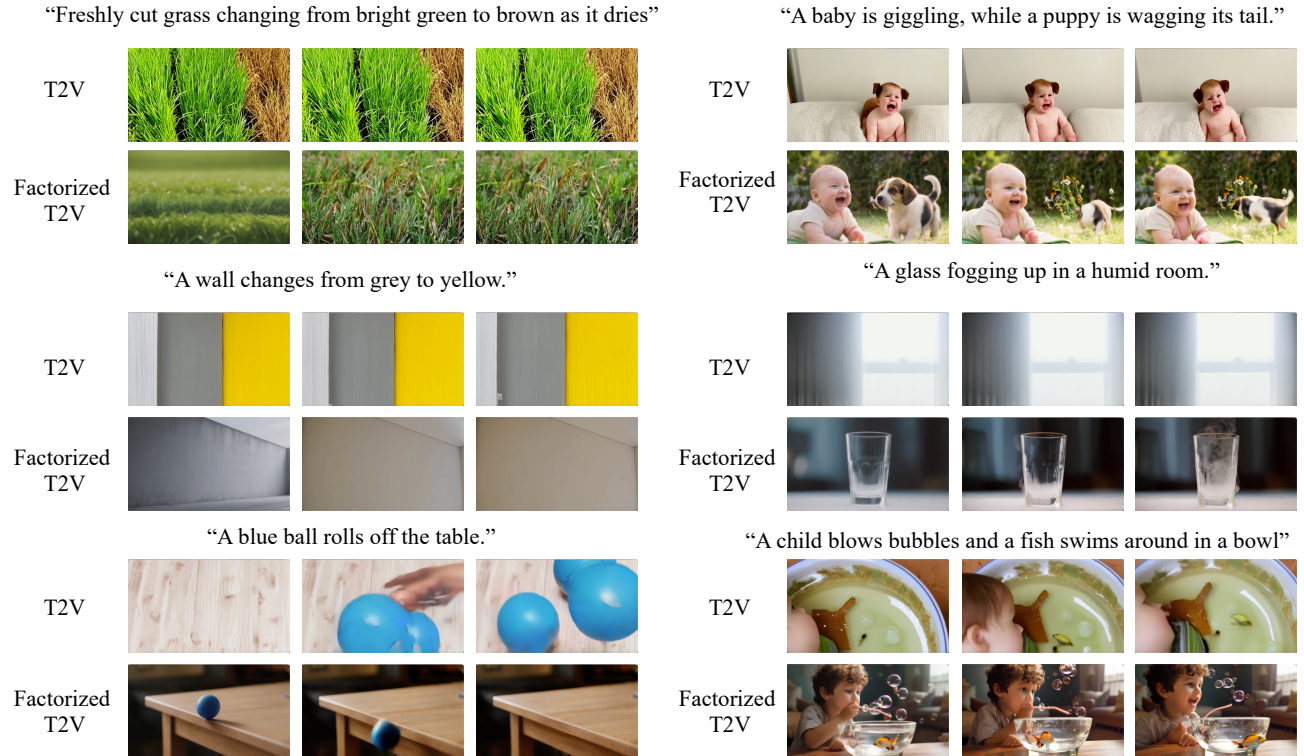 “Freshly cut grass changing from bright green to brown as it dries”
T2V
Factorized
T2V
“A wall changes from grey to yellow.”
T2V
Factorized
T2V
“A blue ball rolls off the table.”
T2V
Factorized
T2V
“A baby is giggling, while a puppy is wagging its tail.”
T2V
Factorized
T2V
“A glass fogging up in a humid room.”
T2V
Factorized
T2V
“A child blows bubbles and a fish swims around in a bowl”
T2V
Factorized
T2V